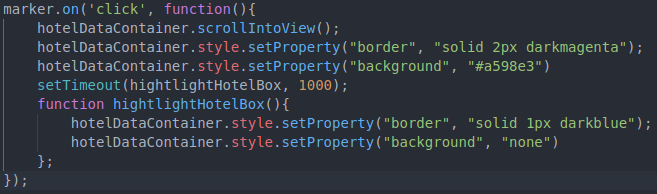 marker.on('click', function(){
hotelDataContainer.scrollIntoView();
hotelDataContainer.style.setProperty("border", "solid 2px darkmagenta");
hotelDataContainer.style.setProperty("background", "#a598e3")
setTimeout(hightlightHotelBox, 1000);
function hightlightHotelBox(){
hotelDataContainer.style.setProperty("border", "solid 1px darkblue");
hotelDataContainer.style.setProperty("background", "none")
};
});